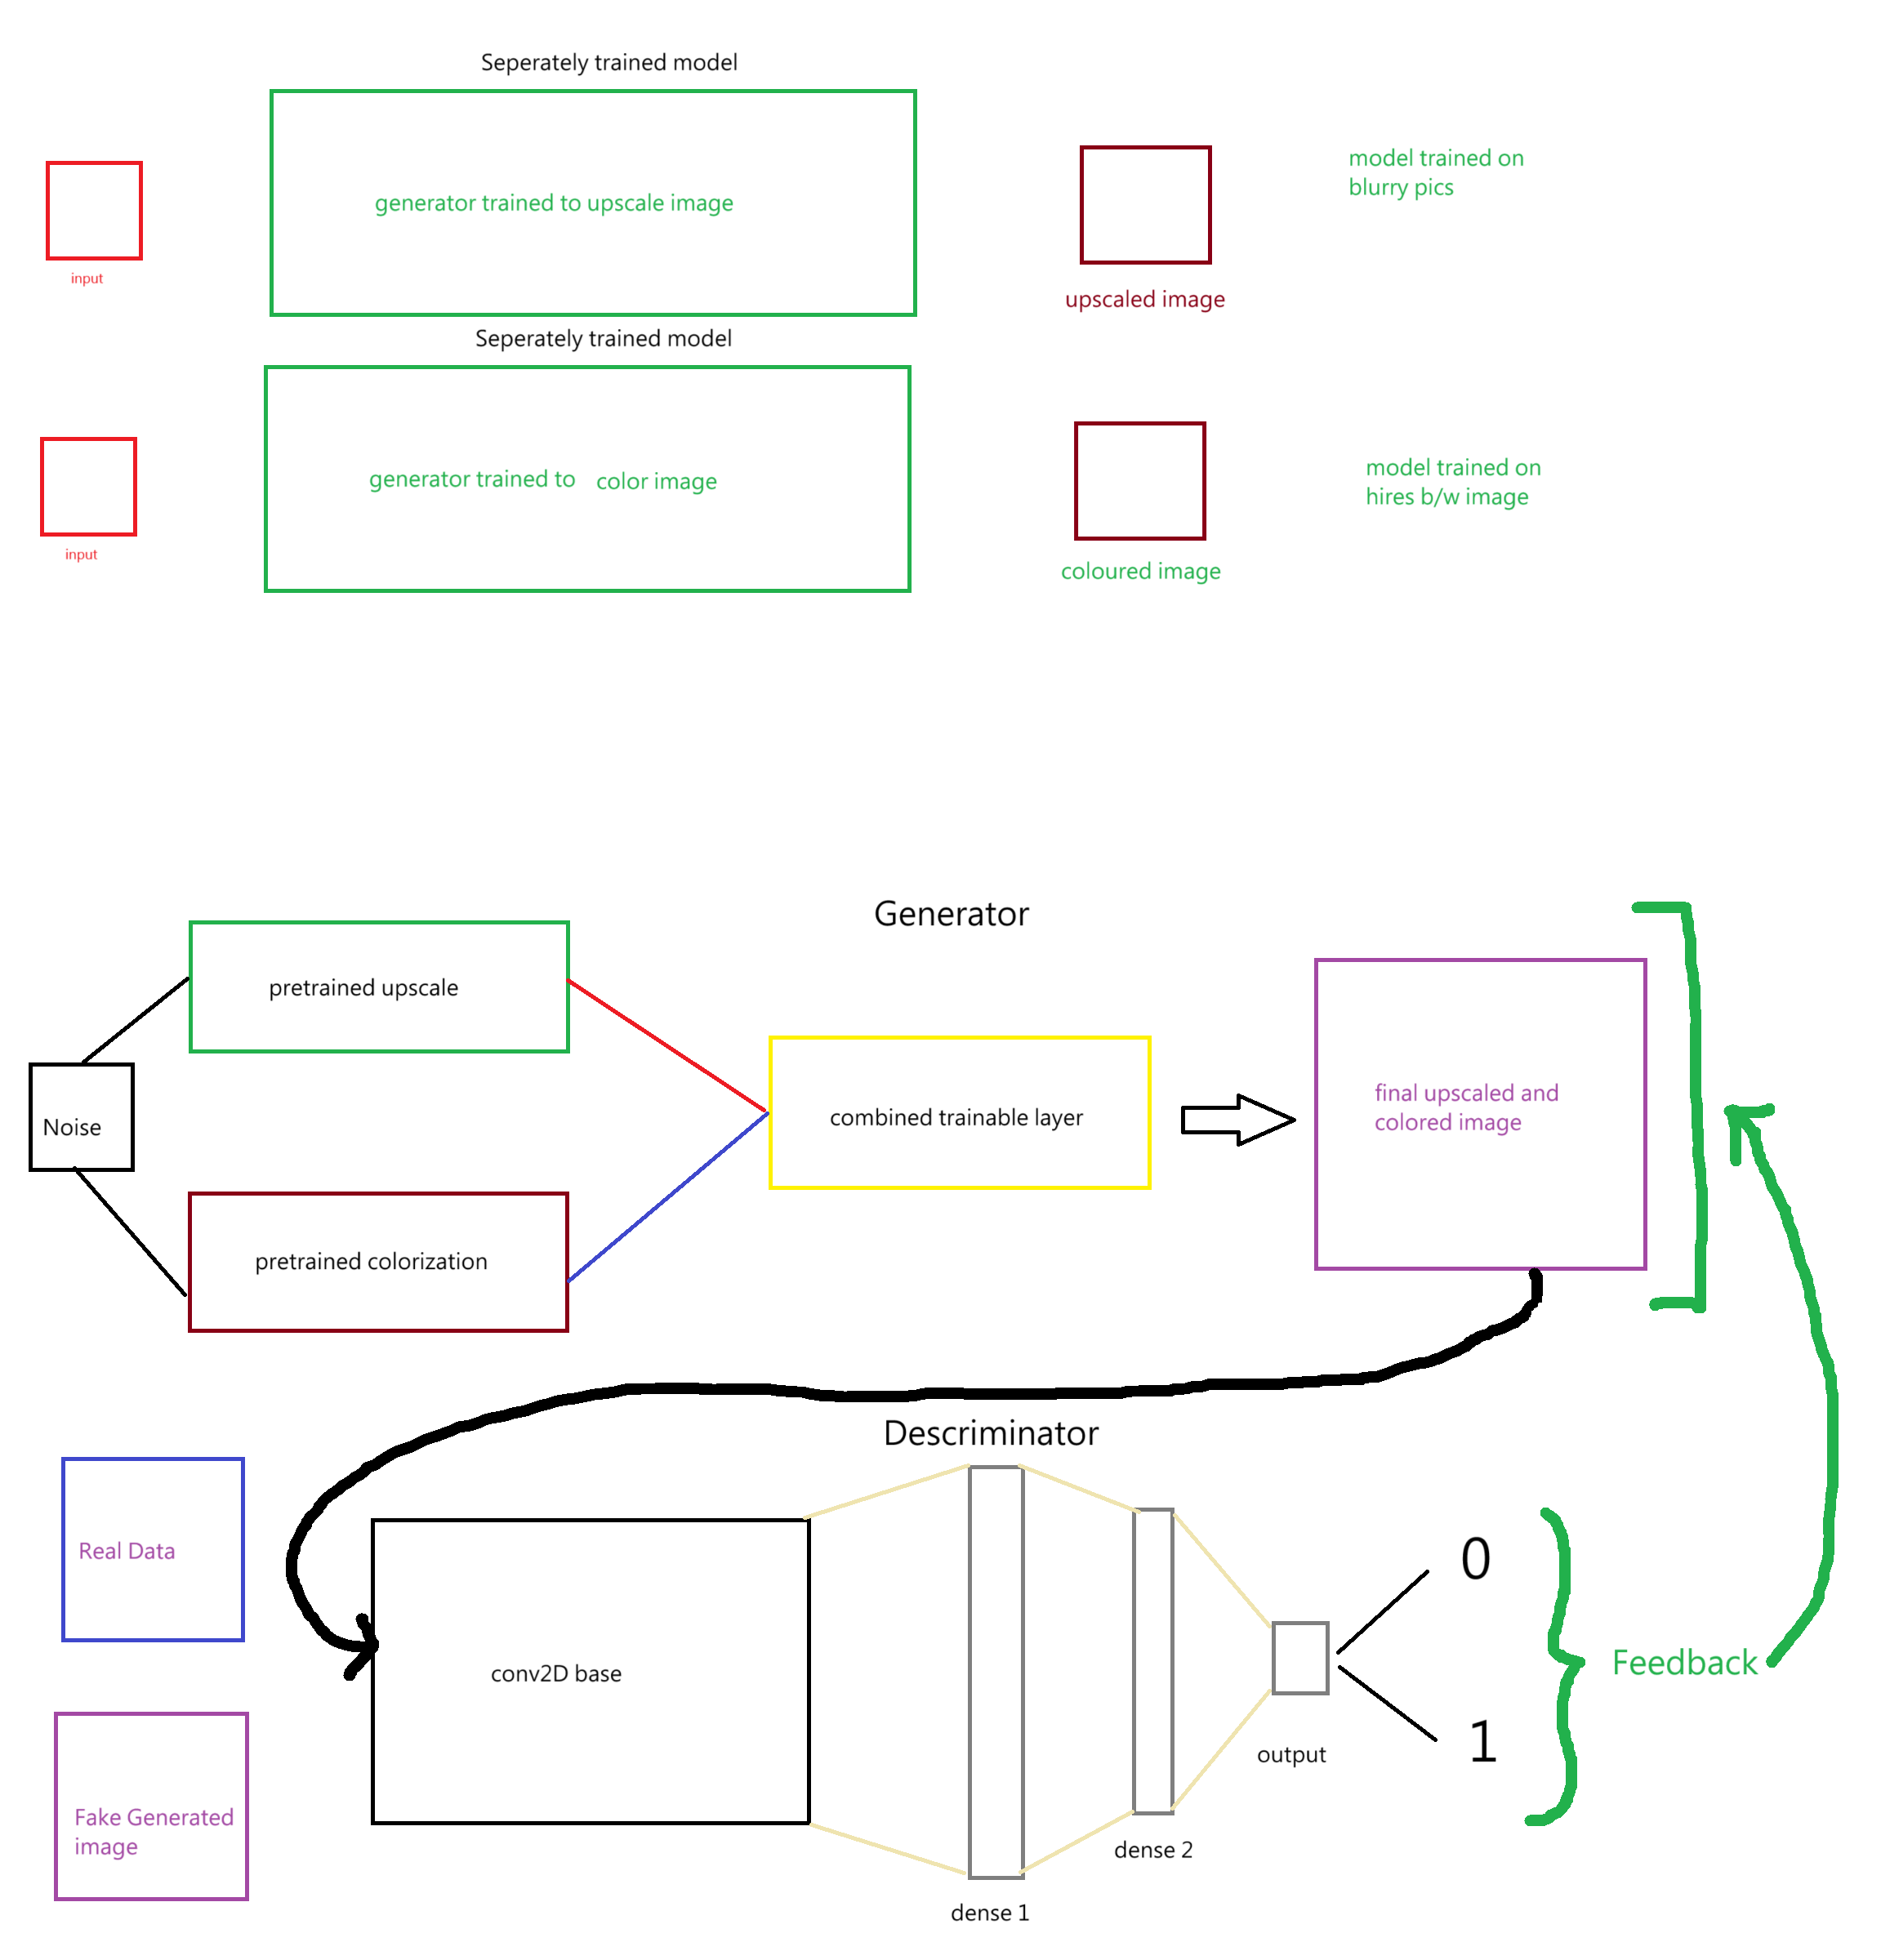 Seperately trained model
generator trained to upscale image
input
upscaled image
model trained on
blurry pics
Seperately trained model
generator trained to color image
input
coloured image
model trained on
hires b/w image
Generator
pretrained upscale
Noise
combined trainable layer
final upscaled and
colored image
pretrained colorization
Descriminator
Real Data
Fake Generated
image
conv2D base
dense 1
dense 2
output
0
1
Feedback